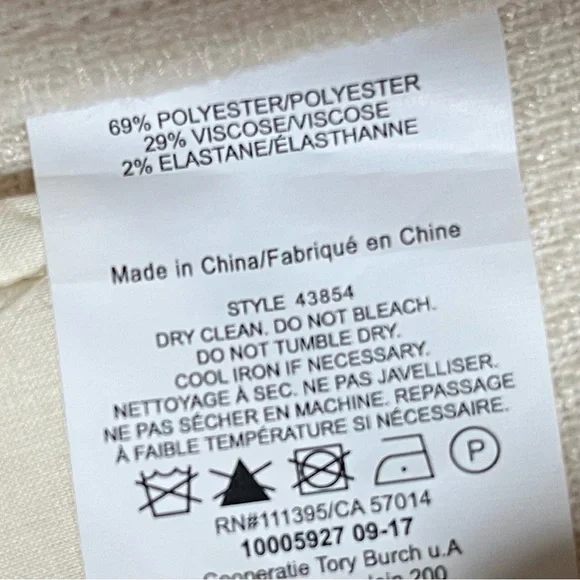 69% POLYESTER/POLYESTER
29% VISCOSE/VISCOSE
2% ELASTANE/ÉLASTHANNE
Made in China/Fabriqué en Chine
STYLE 43854
DRY CLEAN. DO NOT BLEACH.
DO NOT TUMBLE DRY.
COOL IRON IF NECESSARY.
NETTOYAGE À SEC. NE PAS JAVELLISER.
NE PAS SÉCHER EN MACHINE. REPASSAGE
À FAIBLE TEMPÉRATURE SI NÉCESSAIRE.
P
RN#111395/CA 57014
10005927 09-17
Cooperatie Tory Burch u.A
200